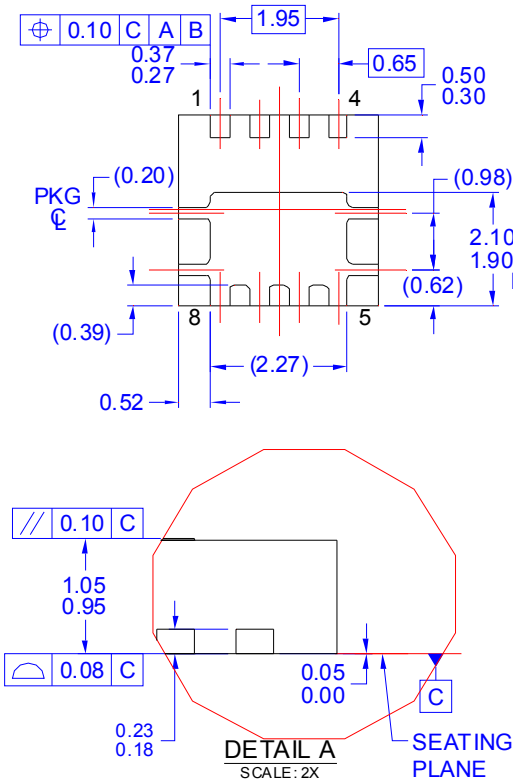 1.95
⌖ 0.10 C A B
0.37
0.27
0.65
0.50
0.30
1
4
(0.20)
(0.98)
PKG
℄
2.10
1.90
(0.62)
(0.39)
8
5
(2.27)
0.52
// 0.10 C
1.05
0.95
⌓ 0.08 C
0.05
0.00
C
0.23
0.18
DETAIL A
SCALE: 2X
SEATING
PLANE